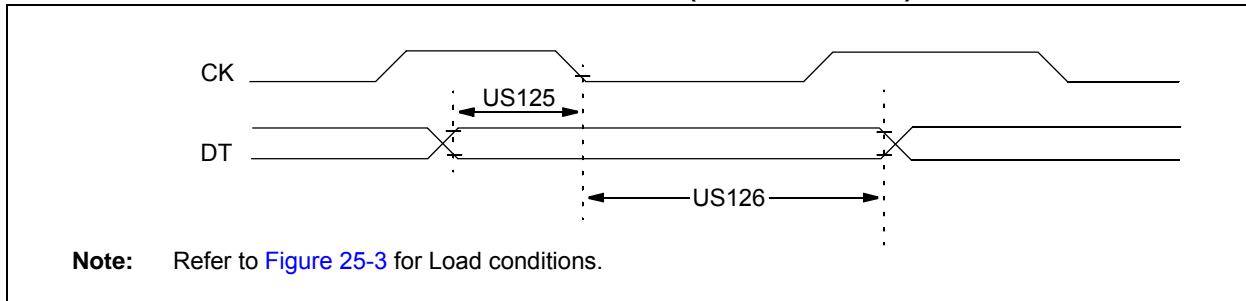 CK
US125
DT
US126
Note: Refer to Figure 25-3 for Load conditions.